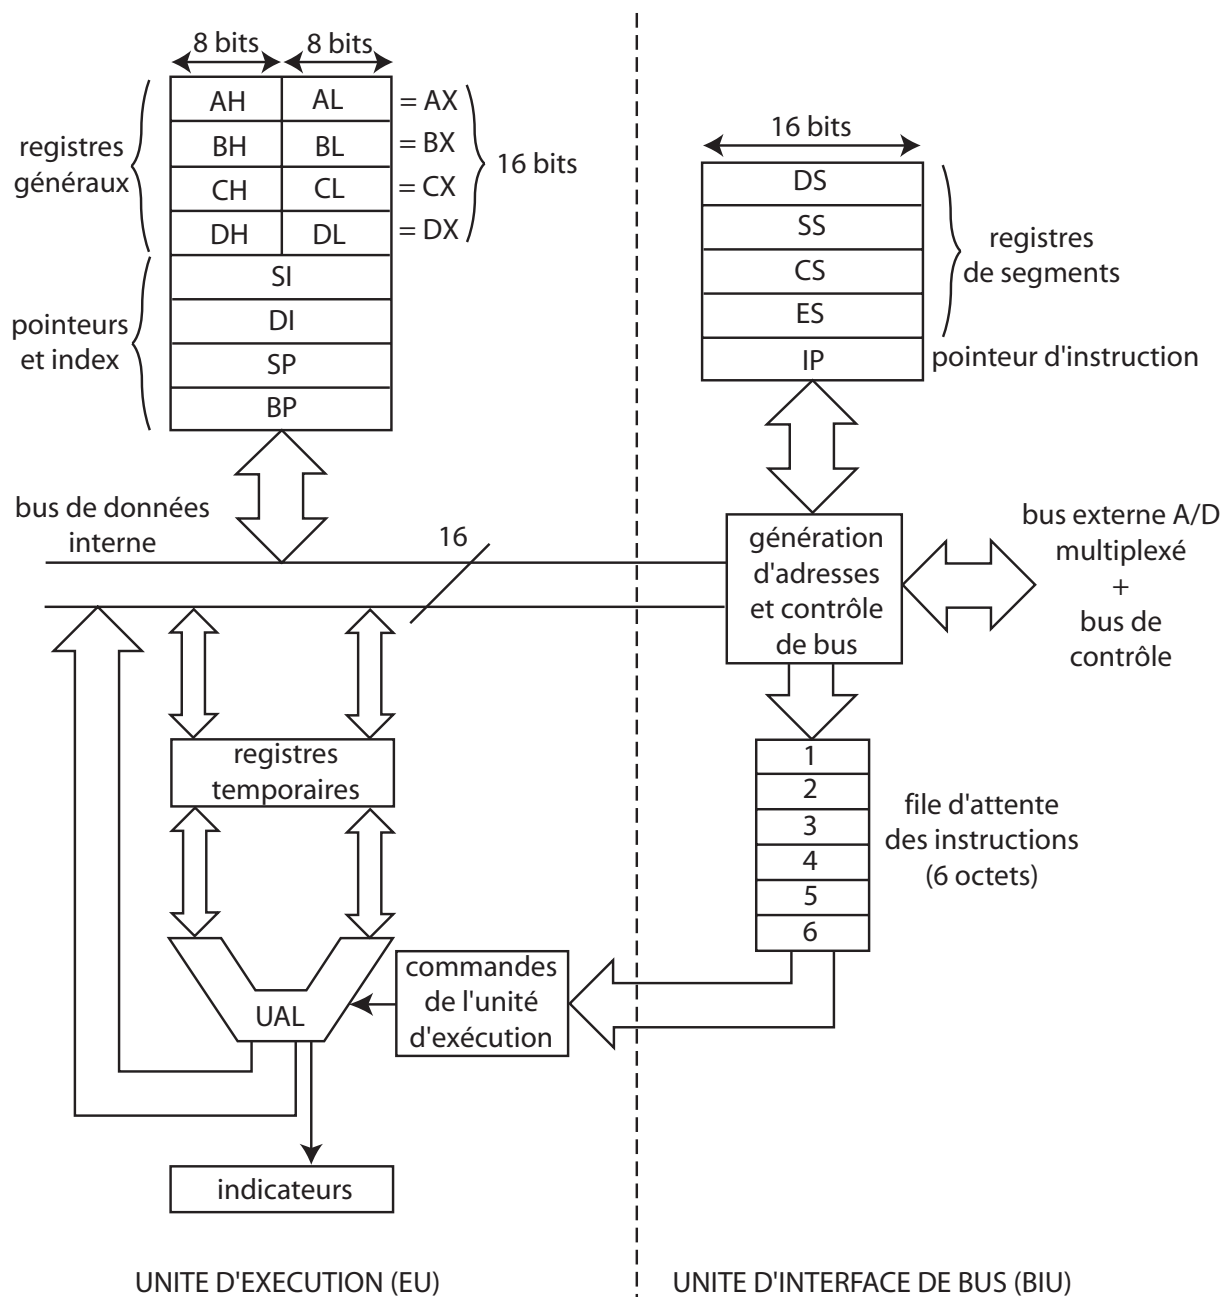 8 bits
8 bits
AH
AL
= AX
BH
BL
= BX
CH
CL
= CX
DH
DL
= DX
16 bits
registres
généraux
SI
DI
SP
BP
pointeurs
et index
16 bits
DS
SS
CS
ES
IP
registres
de segments
pointeur d'instruction
bus de données
interne
16
génération
d'adresses
et contrôle
de bus
bus externe A/D
multiplexé
+
bus de
contrôle
registres
temporaires
1
2
3
4
5
6
file d'attente
des instructions
(6 octets)
UAL
commandes
de l'unité
d'exécution
indicateurs
UNITE D'EXECUTION (EU)
UNITE D'INTERFACE DE BUS (BIU)